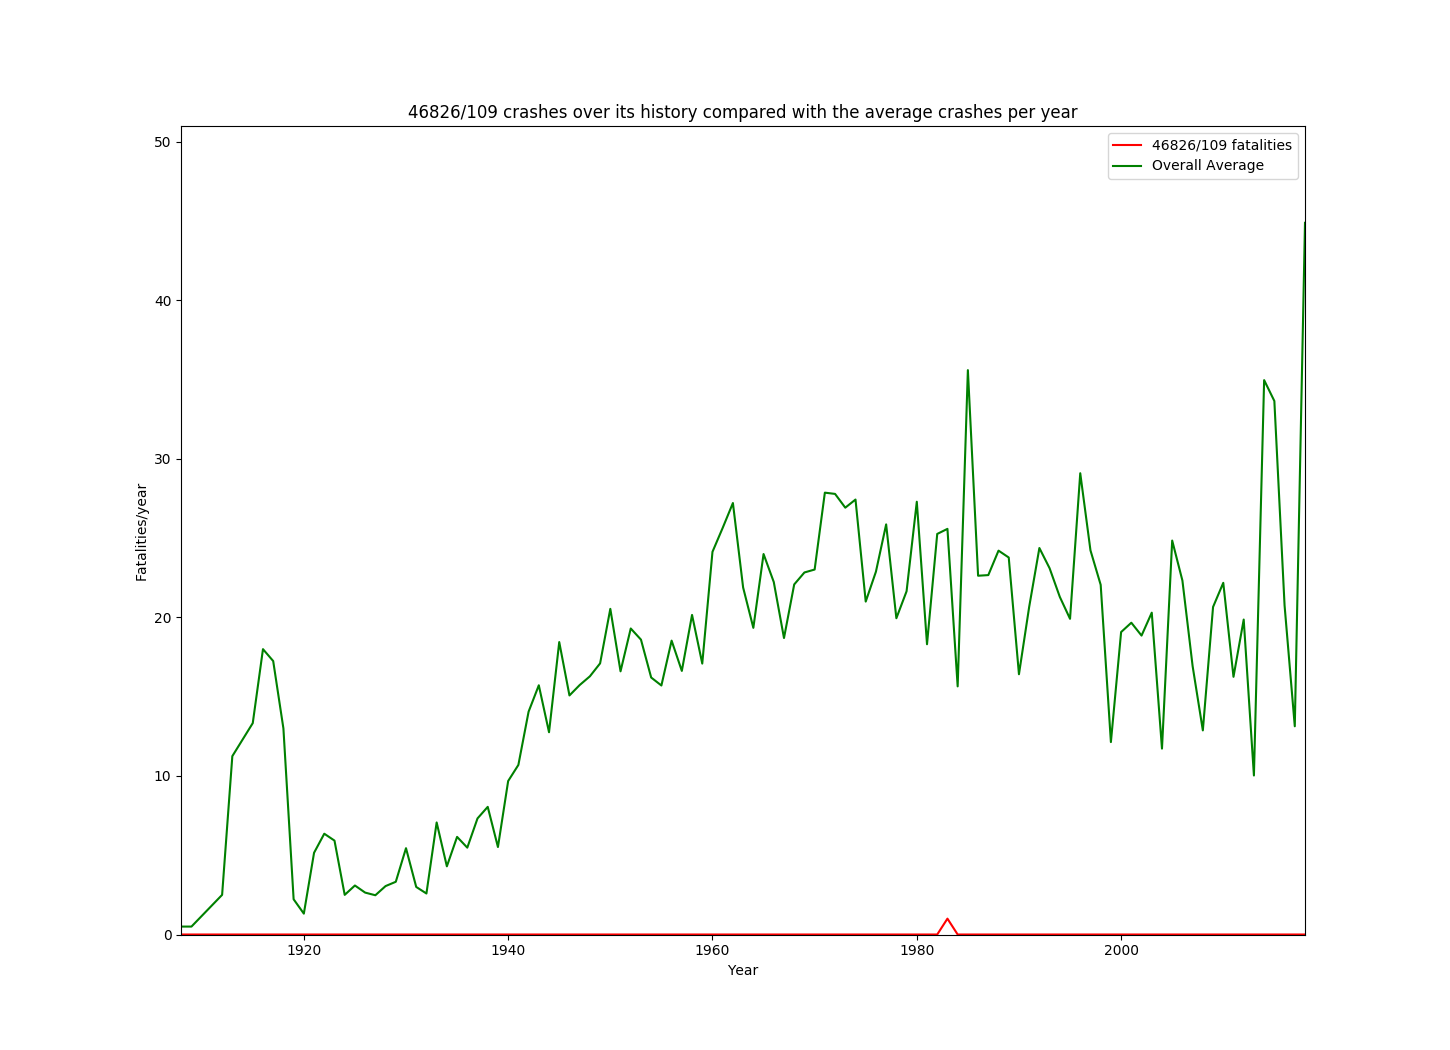 46826/109 crashes over its history compared with the average crashes per year
46826/109 fatalities
Overall Average
50
40
30
20
10
0
Fatalities/year
1920 1940 1960 1980 2000
Year